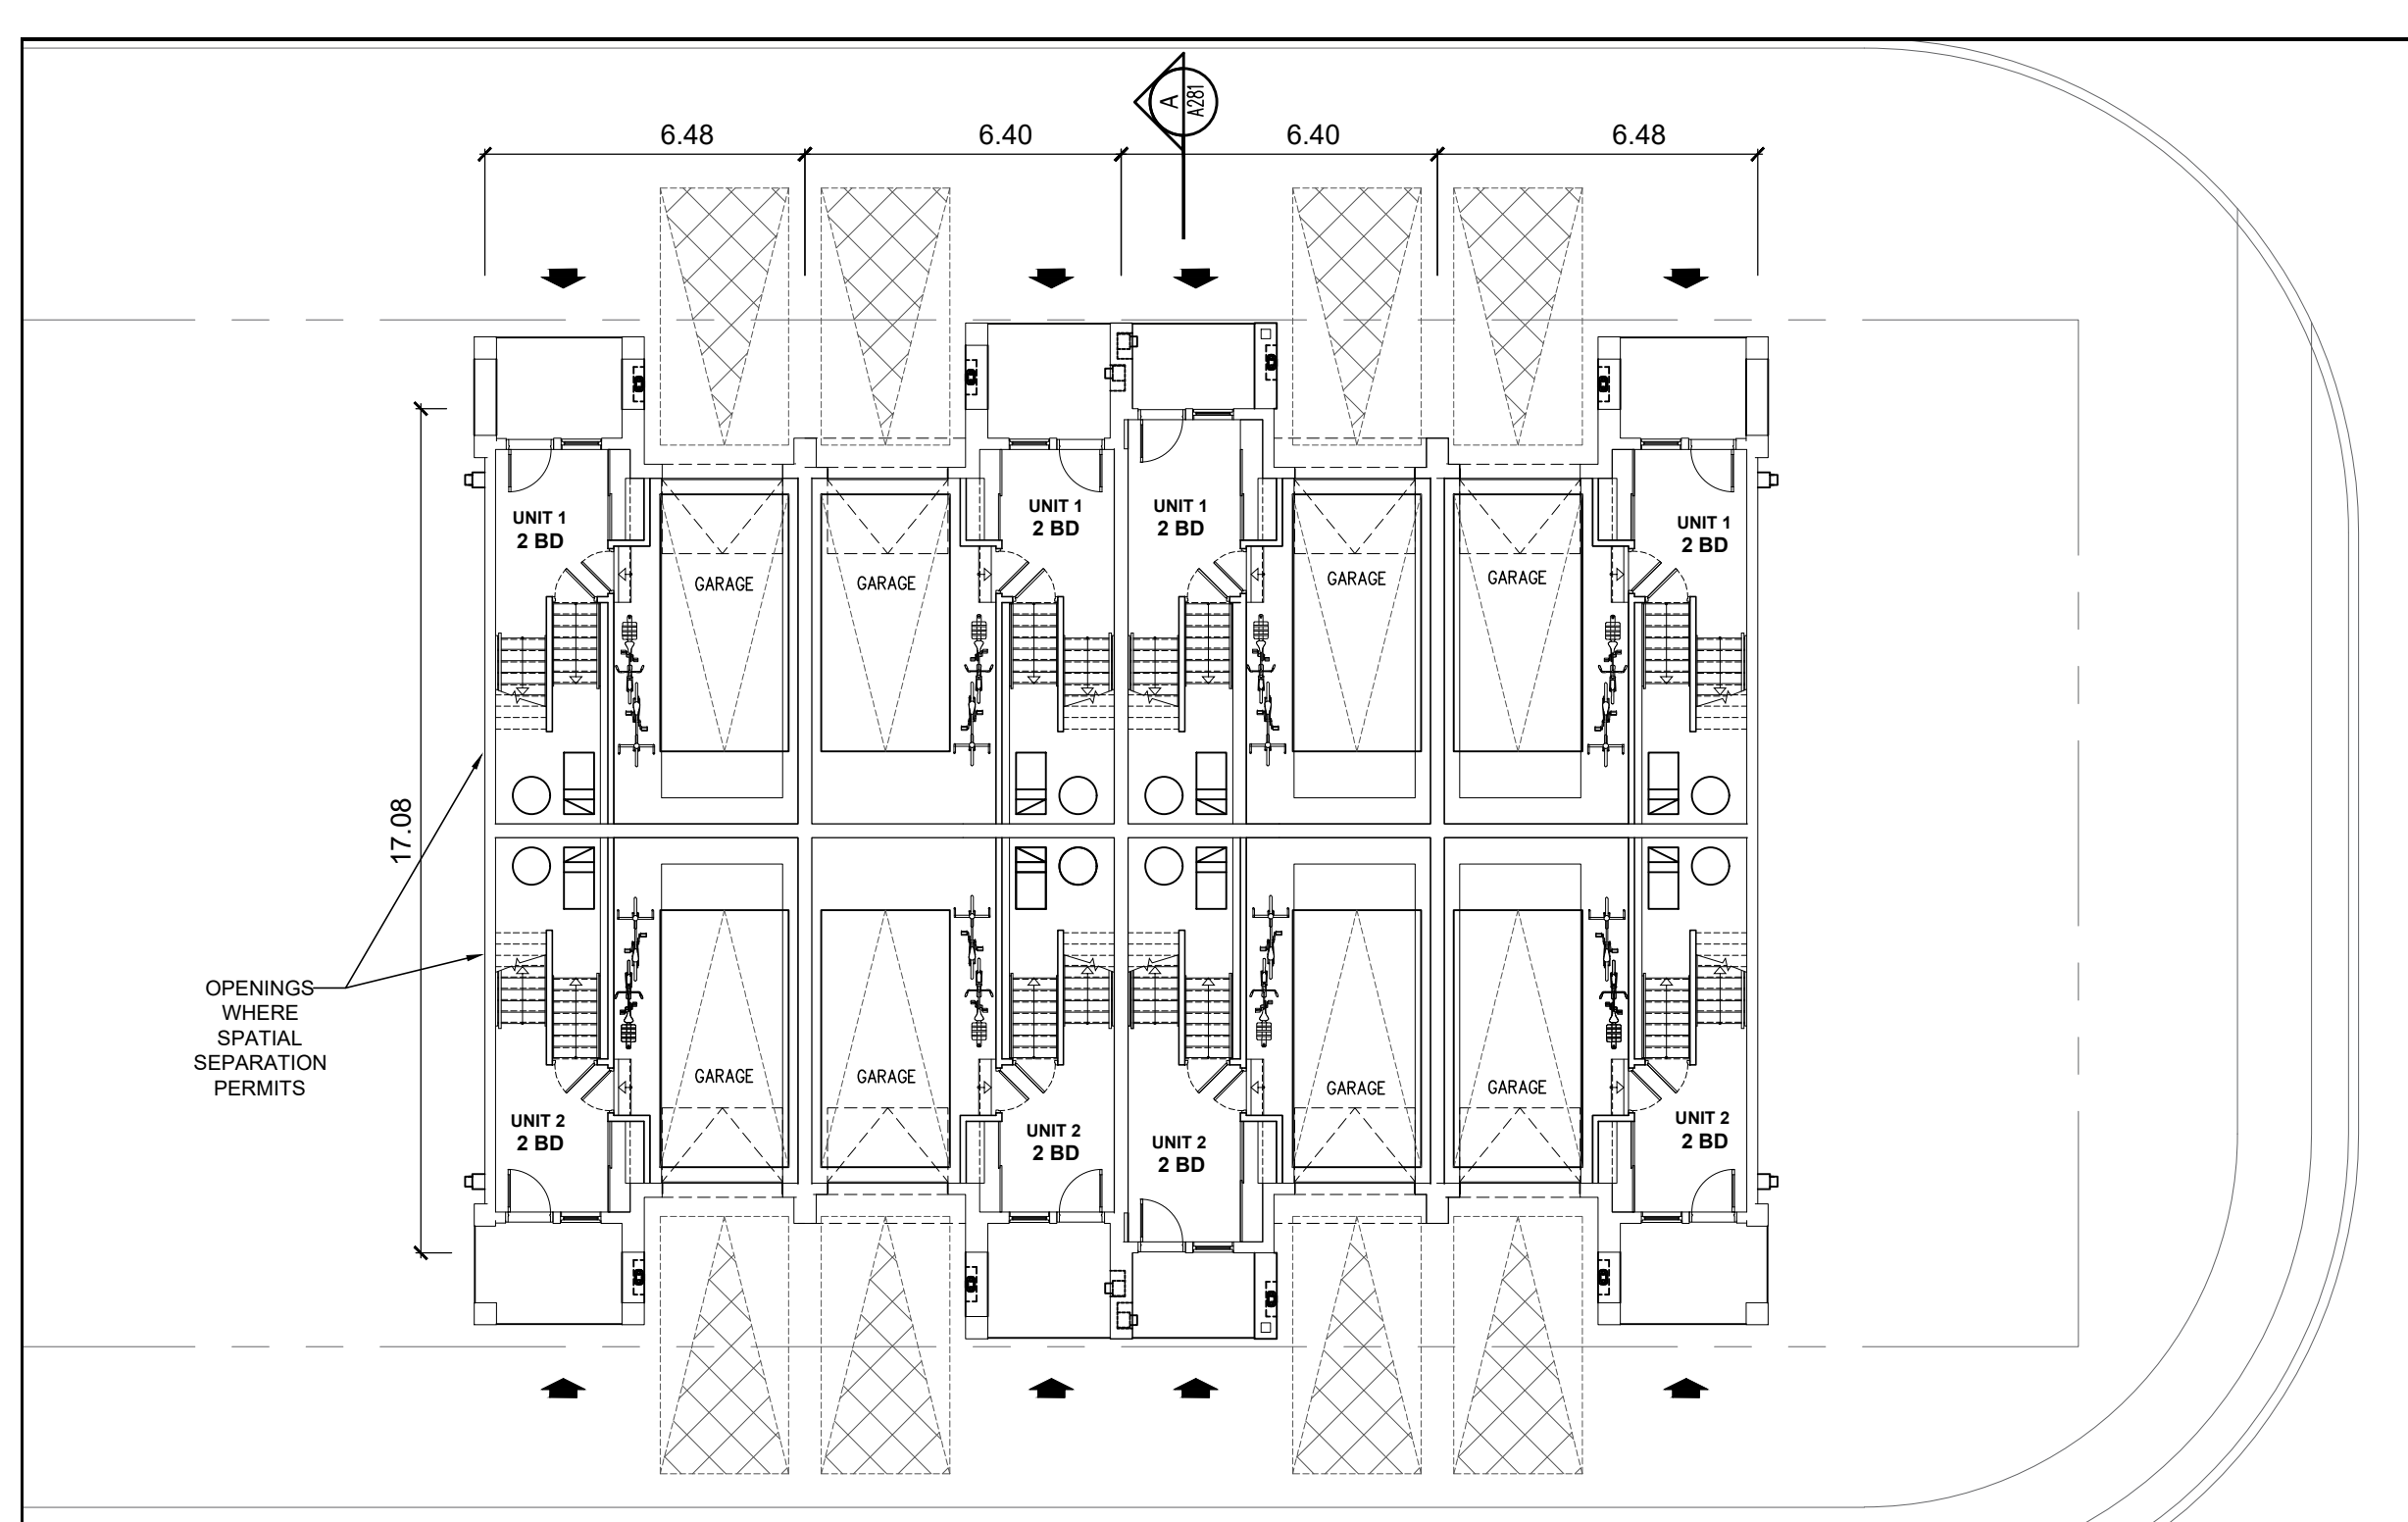 A
A281
6.48
6.40
6.40
6.48
UNIT 1
2 BD
UNIT 1
2 BD
UNIT 1
2 BD
UNIT 1
2 BD
GARAGE
GARAGE
GARAGE
GARAGE
17.08
OPENINGS
WHERE
SPATIAL
SEPARATION
PERMITS
GARAGE
GARAGE
GARAGE
GARAGE
UNIT 2
2 BD
UNIT 2
2 BD
UNIT 2
2 BD
UNIT 2
2 BD